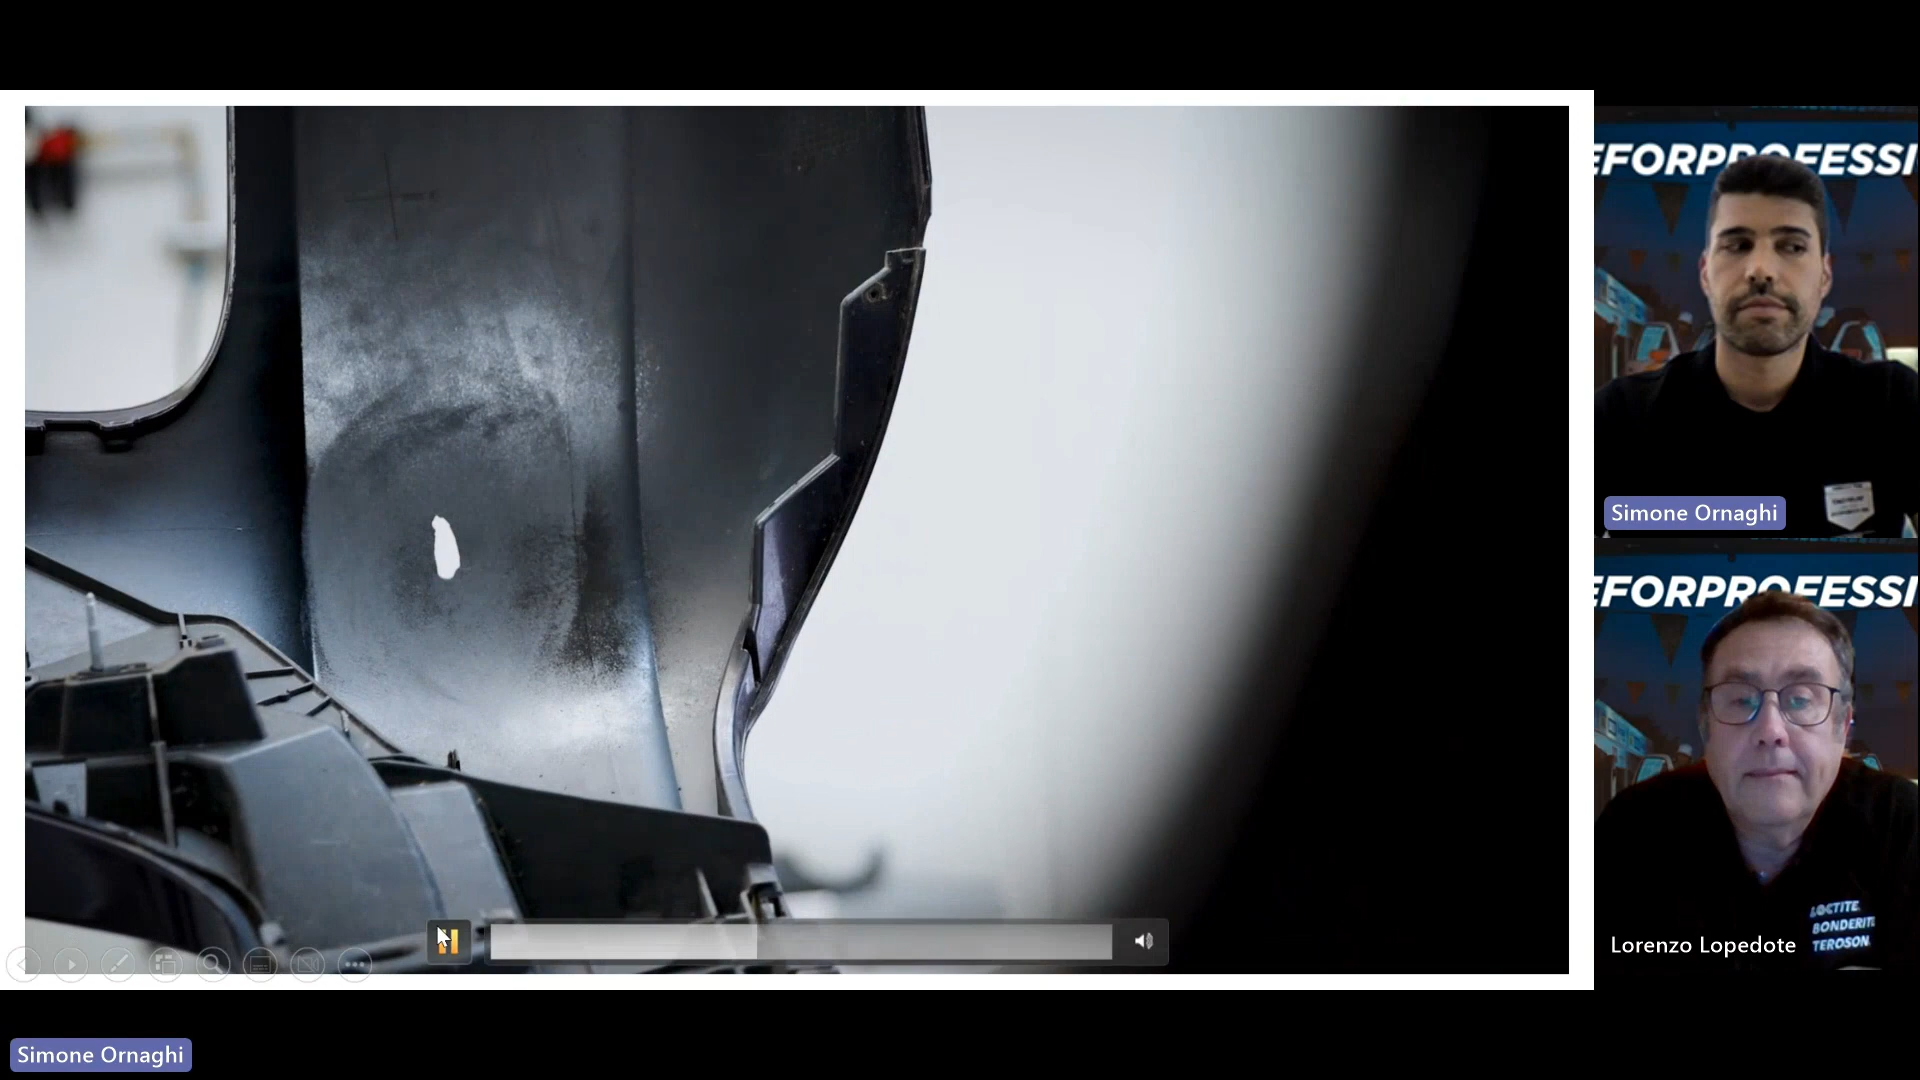 EFORPROFESSI
Simone Ornaghi
EFORPROFESSI
LOCTITE
BONDERITE
TEROSON
Lorenzo Lopedote
Simone Ornaghi